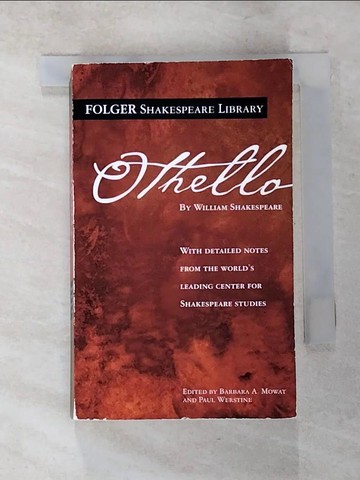 FOLGER SHAKESPEARE LIBRARY
Othello
BY WILLIAM SHAKESPEARE
WITH DETAILED NOTES
FROM THE WORLD'S
LEADING CENTER FOR
SHAKESPEARE STUDIES
EDITED BY BARBARA A. MOWAT
AND PAUL WERSTINE